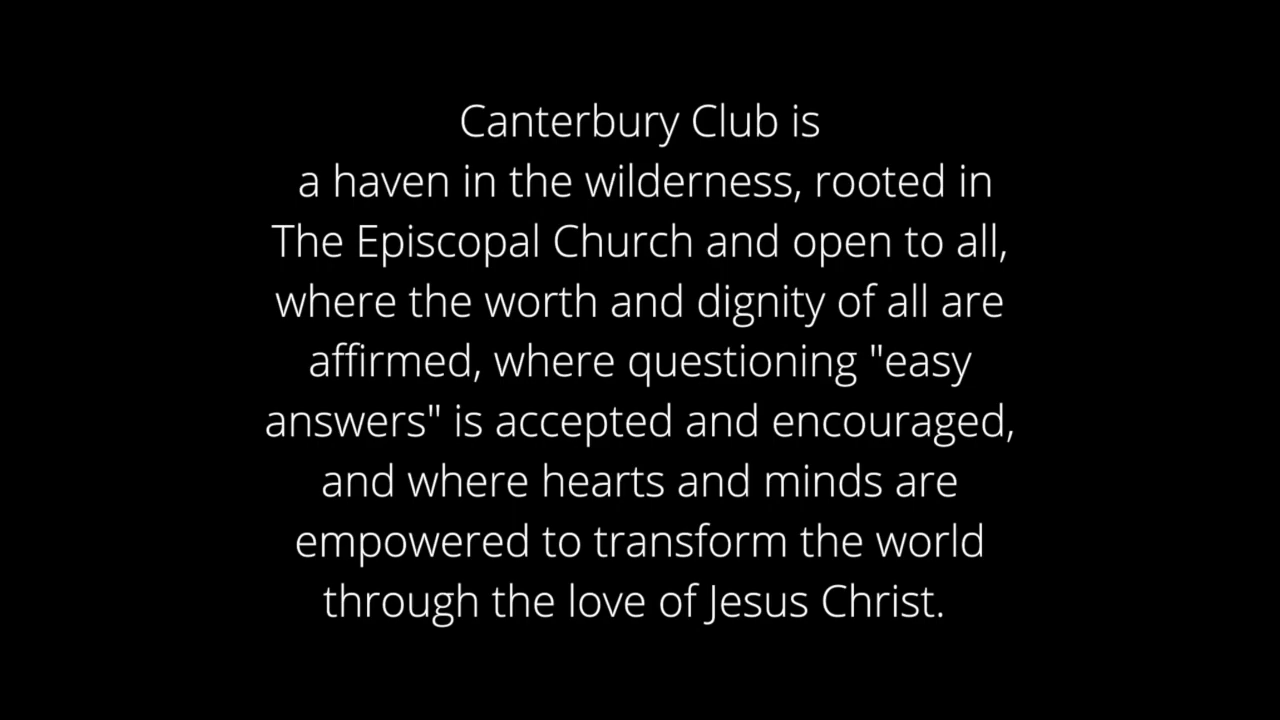 Canterbury Club is
a haven in the wilderness, rooted in
The Episcopal Church and open to all,
where the worth and dignity of all are
affirmed, where questioning "easy
answers" is accepted and encouraged,
and where hearts and minds are
empowered to transform the world
through the love of Jesus Christ.